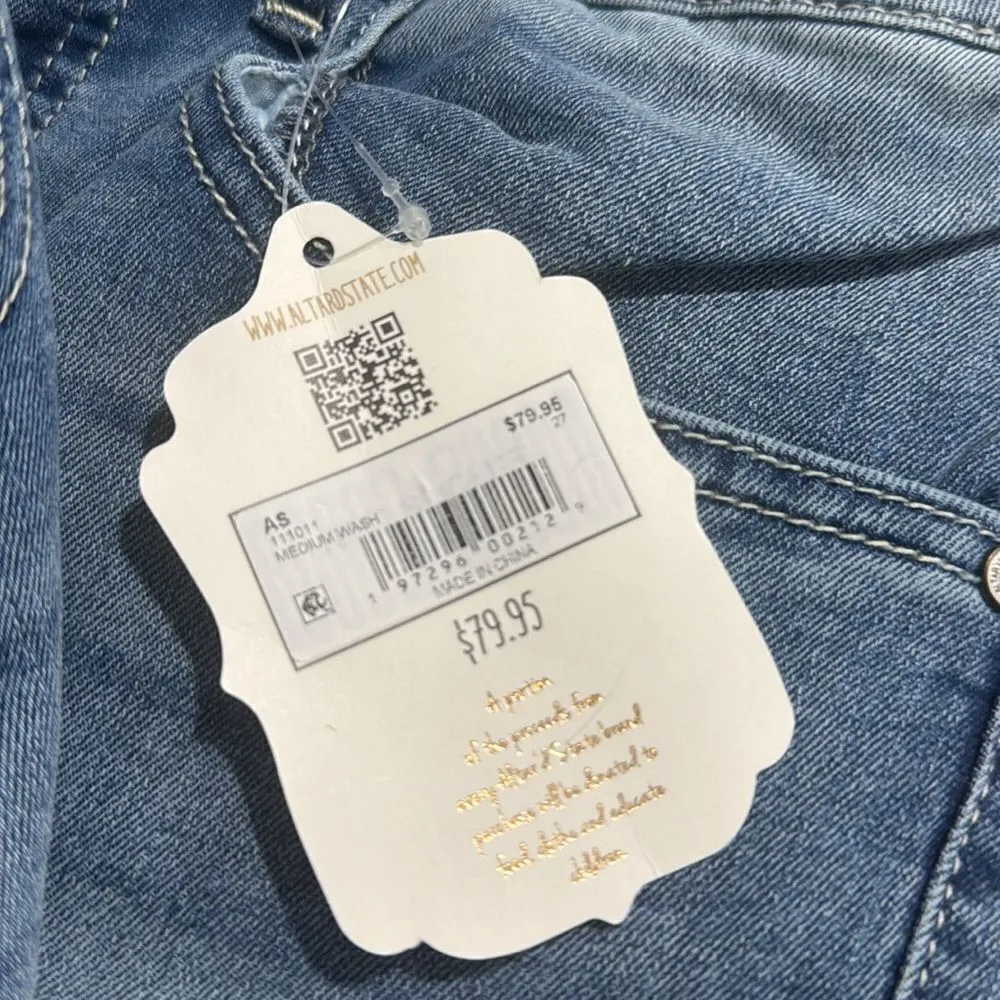 WWW.ALTARDSTATE.COM
$79.95
27
AS
111011
MEDIUM WASH
1 97296 00212 9
MADE IN CHINA
$79.95
A portion
of the proceeds from
every Altar'd State brand
purchase will be donated to
feed, clothe and educate
children